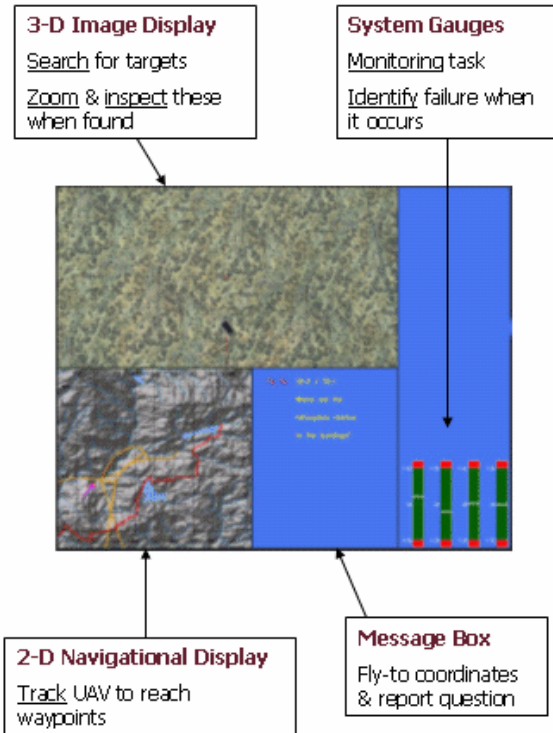 3-D Image Display
Search for targets
Zoom & inspect these
when found
System Gauges
Monitoring task
Identify failure when
it occurs
2-D Navigational Display
Track UAV to reach
waypoints
Message Box
Fly-to coordinates
& report question